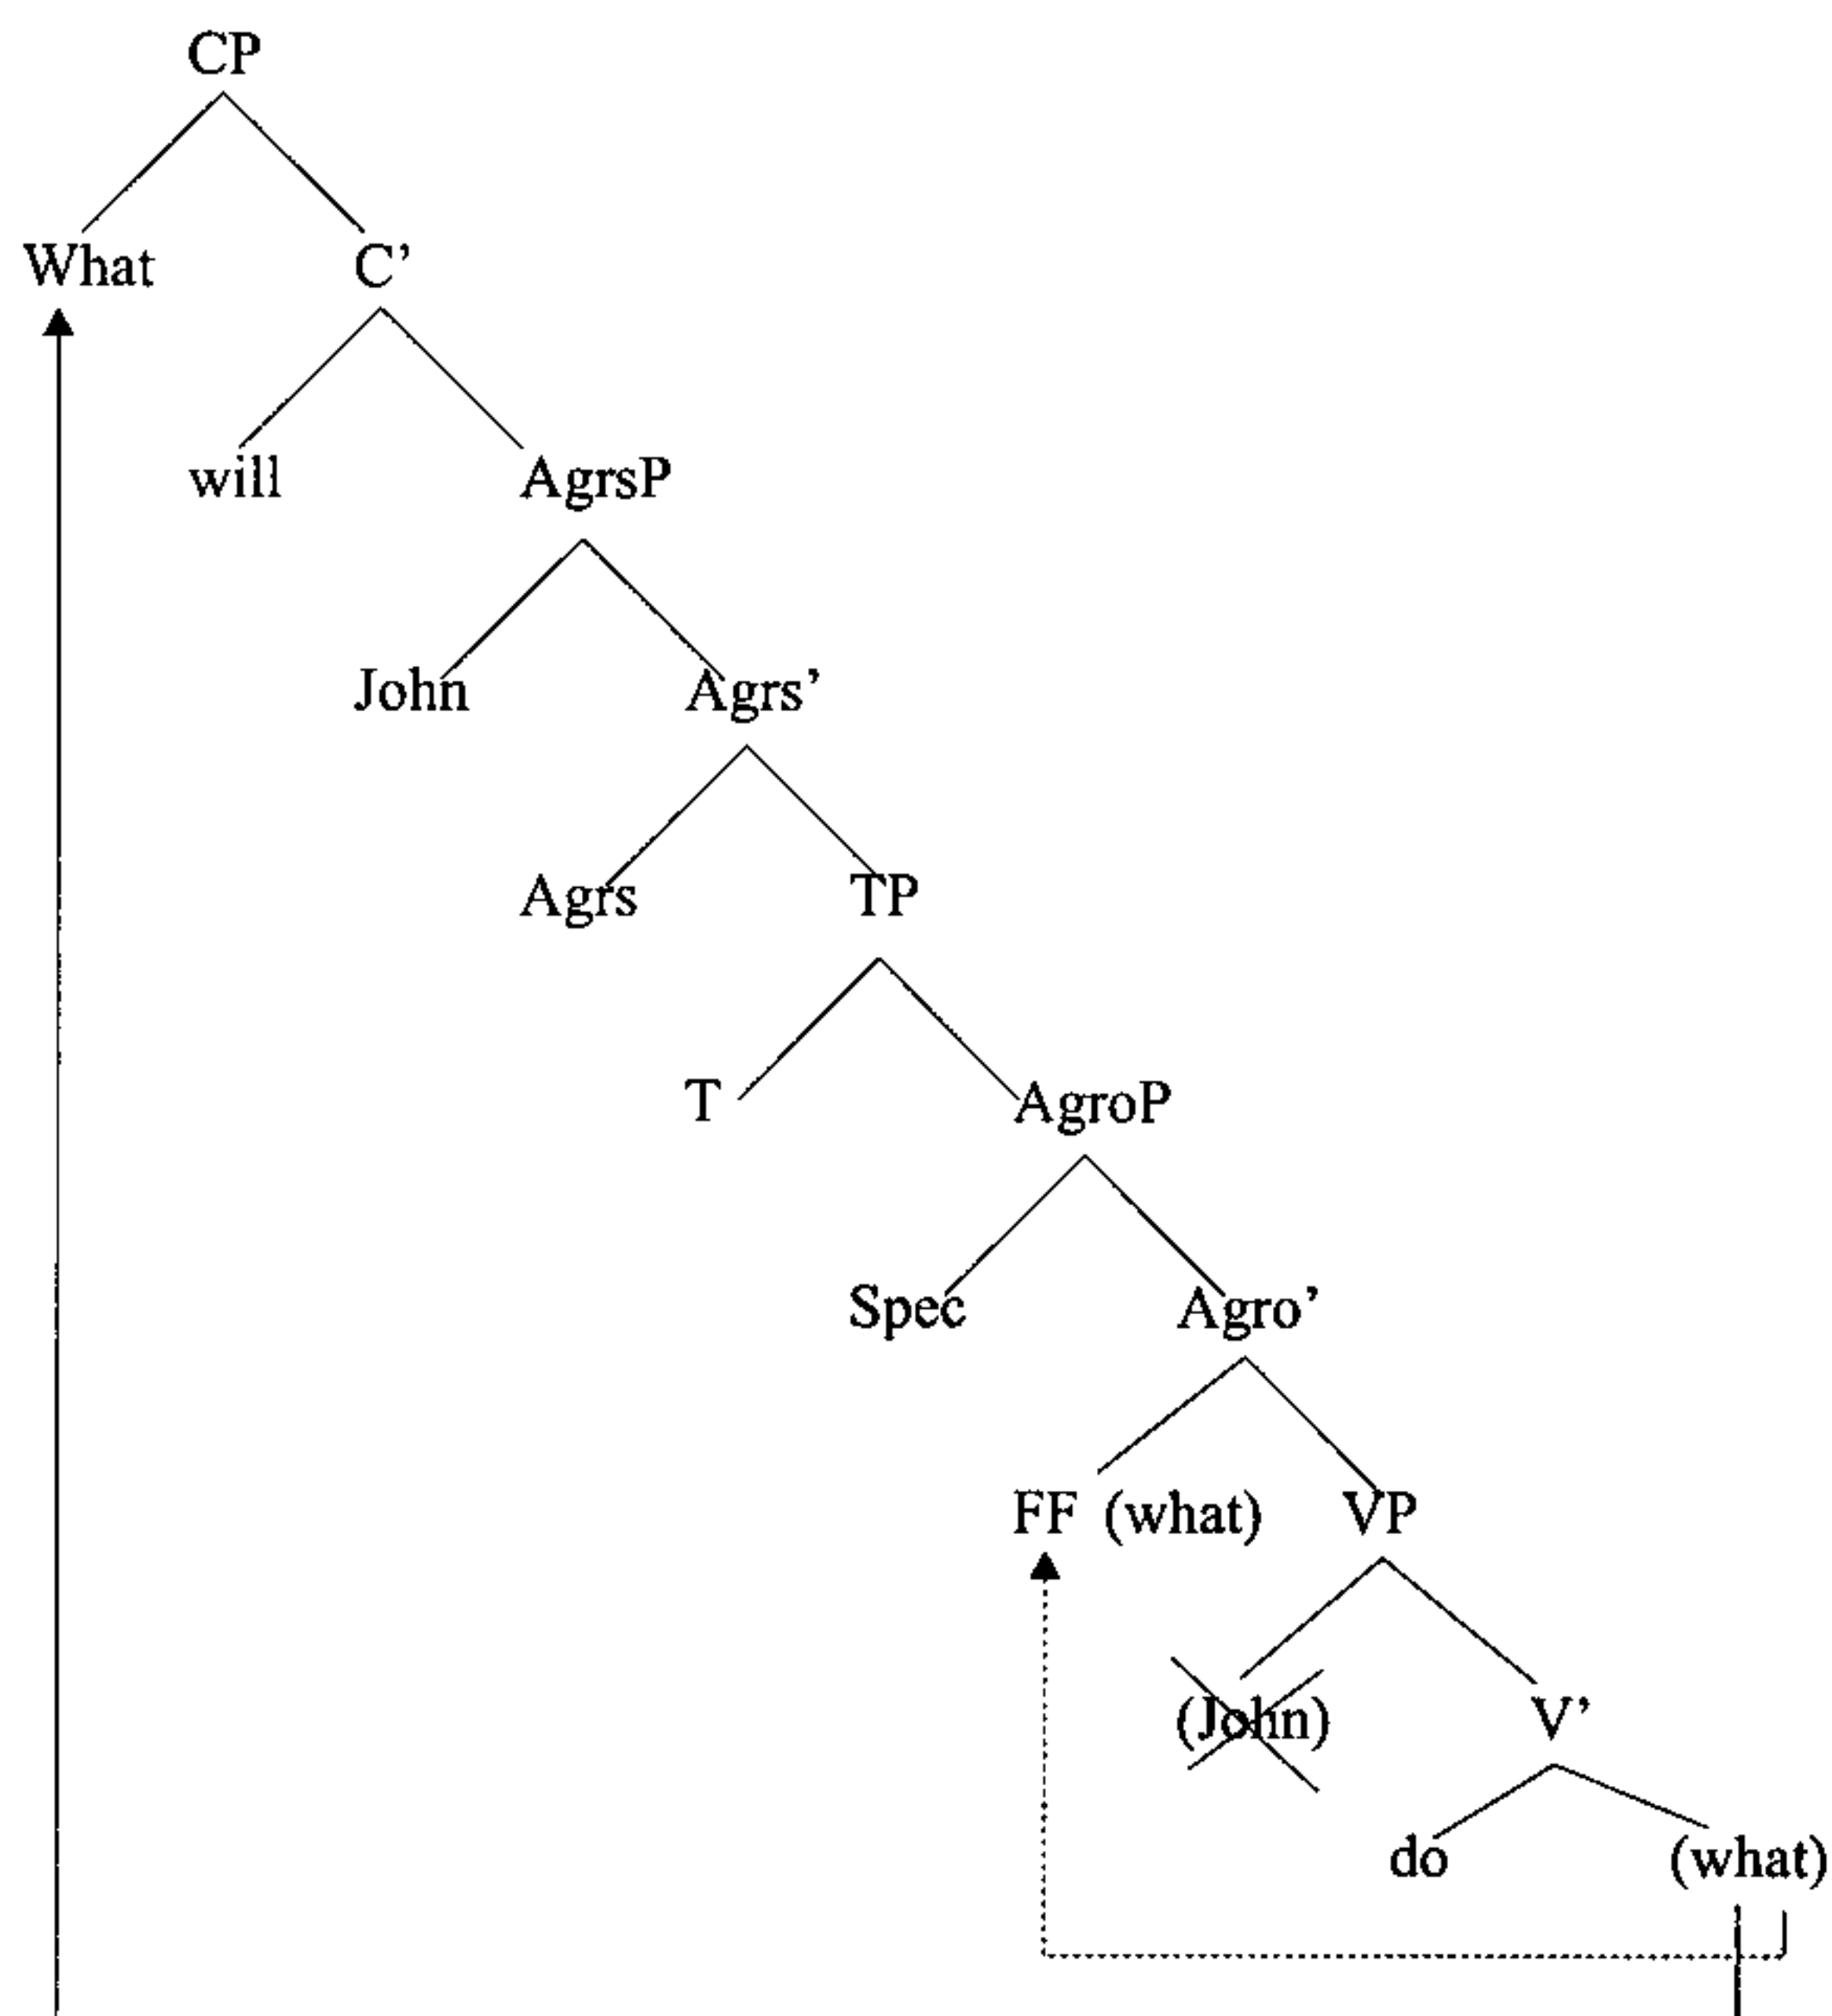 CP
What C’
will AgrsP
John Agrs’
Agrs TP
T AgroP
Spec Agro’
FF (what) VP
(John) V’
do (what)